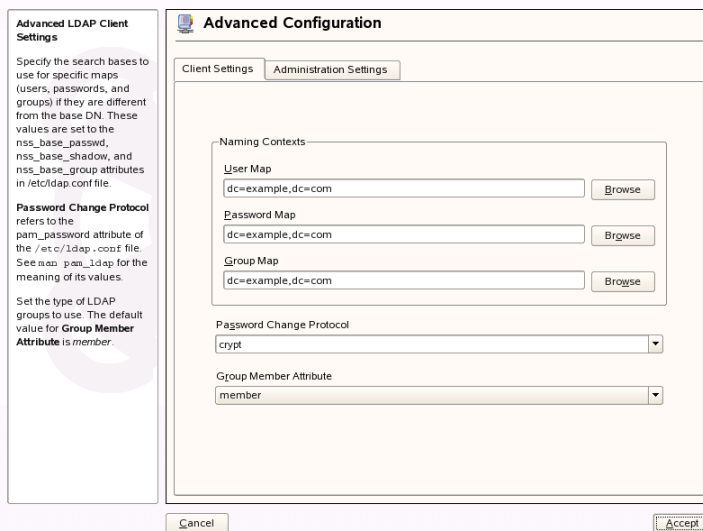 Advanced LDAP Client
Settings
Specify the search bases to
use for specific maps
(users, passwords, and
groups) if they are different
from the base DN. These
values are set to the
nss_base_passwd,
nss_base_shadow, and
nss_base_group attributes
in /etc/ldap.conf file.
Password Change Protocol
refers to the
pam_password attribute of
the /etc/ldap.conf file.
See man pam_ldap for the
meaning of its values.
Set the type of LDAP
groups to use. The default
value for Group Member
Attribute is member.
Advanced Configuration
Client Settings
Administration Settings
Naming Contexts
User Map
dc=example,dc=com
Browse
Password Map
dc=example,dc=com
Browse
Group Map
dc=example,dc=com
Browse
Password Change Protocol
crypt
Group Member Attribute
member
Cancel
Accept